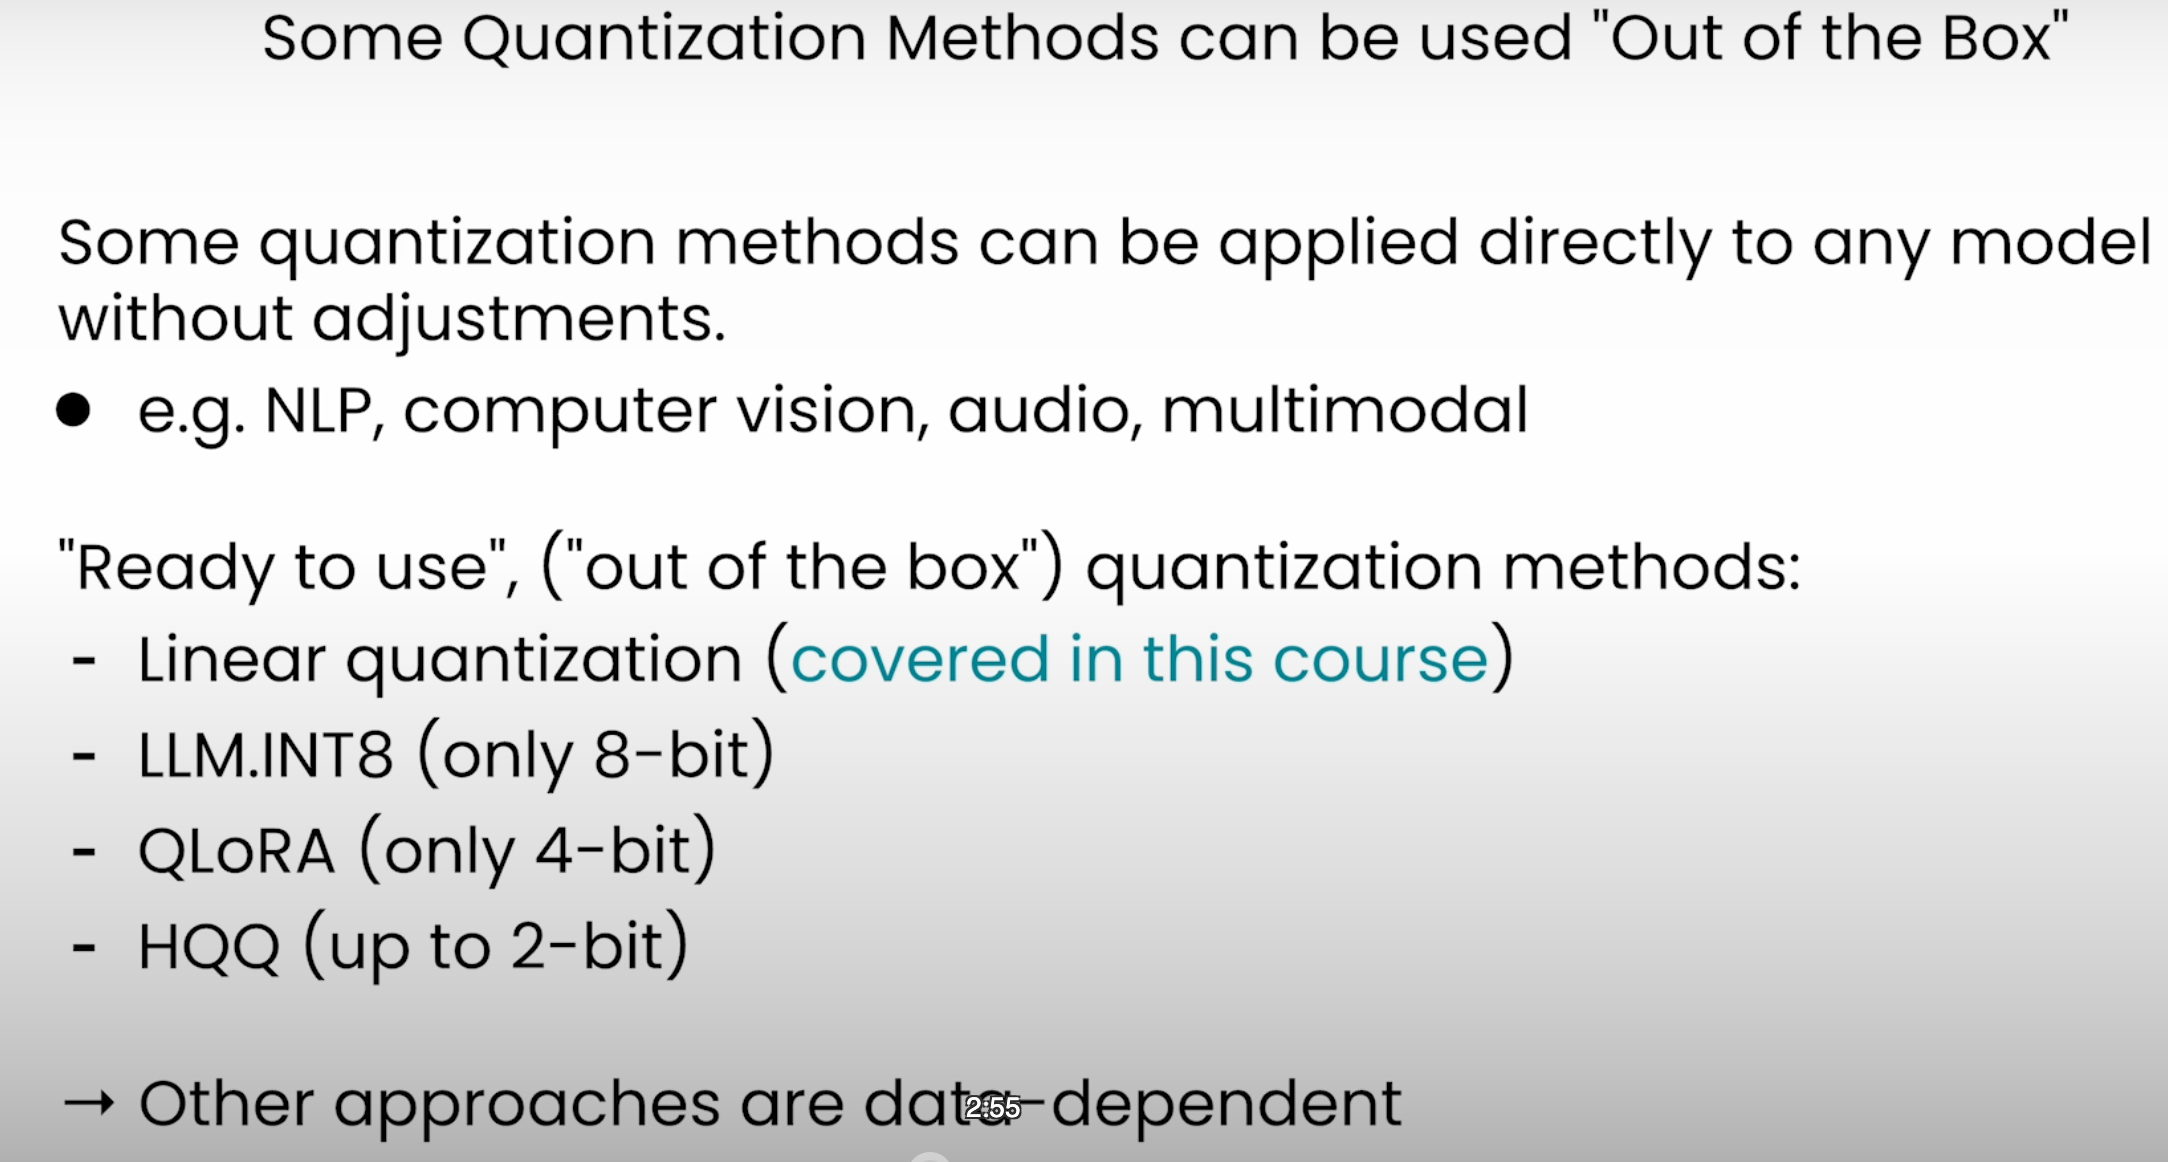 Some Quantization Methods can be used "Out of the Box"
Some quantization methods can be applied directly to any model
without adjustments.
● e.g. NLP, computer vision, audio, multimodal
"Ready to use", ("out of the box") quantization methods:
- Linear quantization (covered in this course)
- LLM.INT8 (only 8-bit)
- QLoRA (only 4-bit)
- HQQ (up to 2-bit)
→ Other approaches are data-dependent
2:55